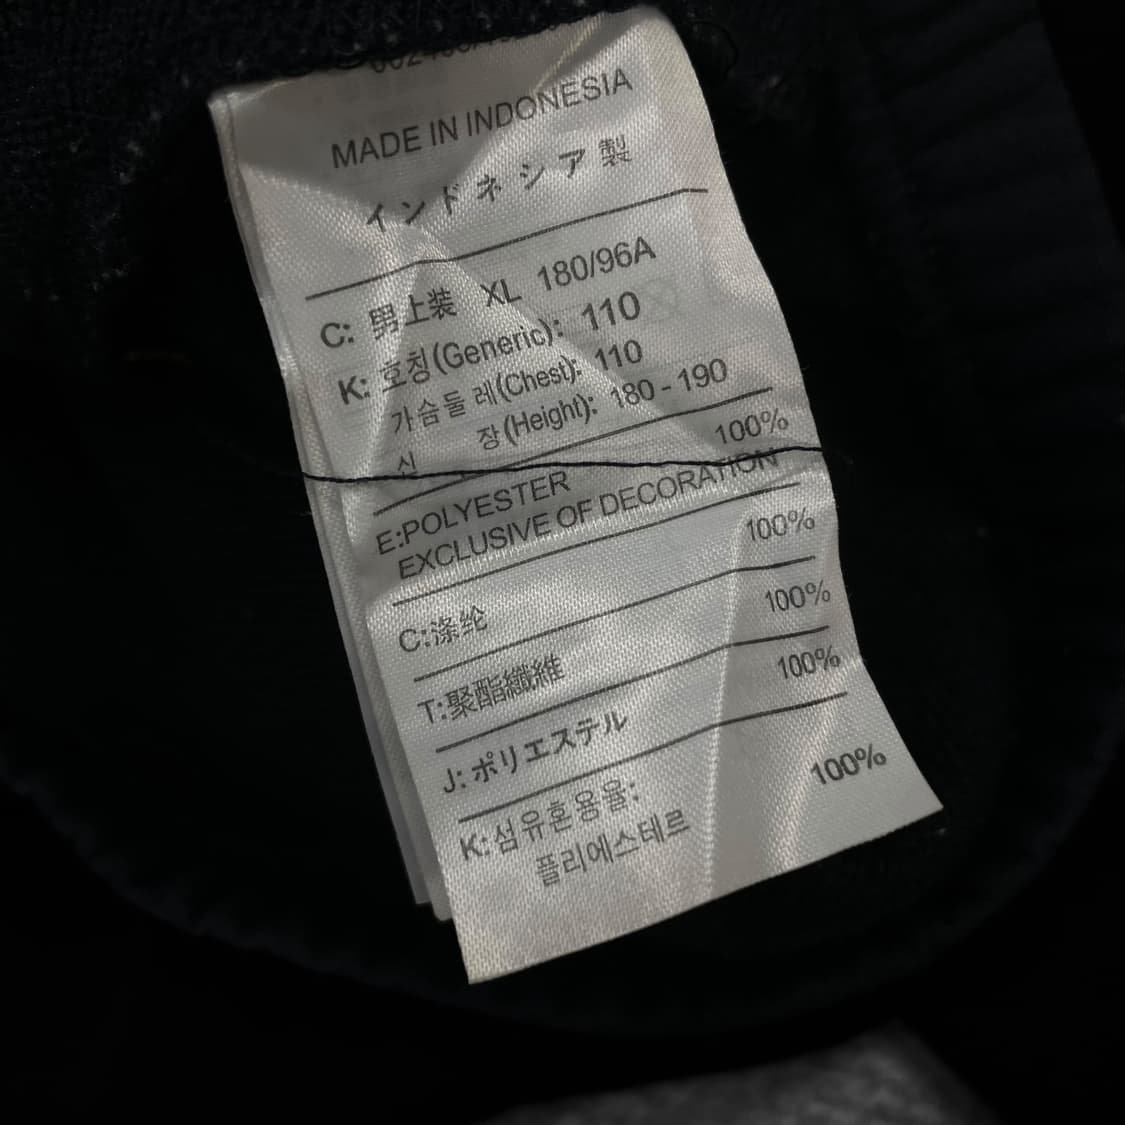 MADE IN INDONESIA
インドネシア製
C: 男上装 XL 180/96A
K: 호칭(Generic): 110
가슴둘레(Chest): 110
신 장(Height): 180 - 190
E:POLYESTER 100%
EXCLUSIVE OF DECORATION
C:涤纶 100%
T:聚酯纖維 100%
J:ポリエステル 100%
K:섬유혼용율:
플리에스테르 100%